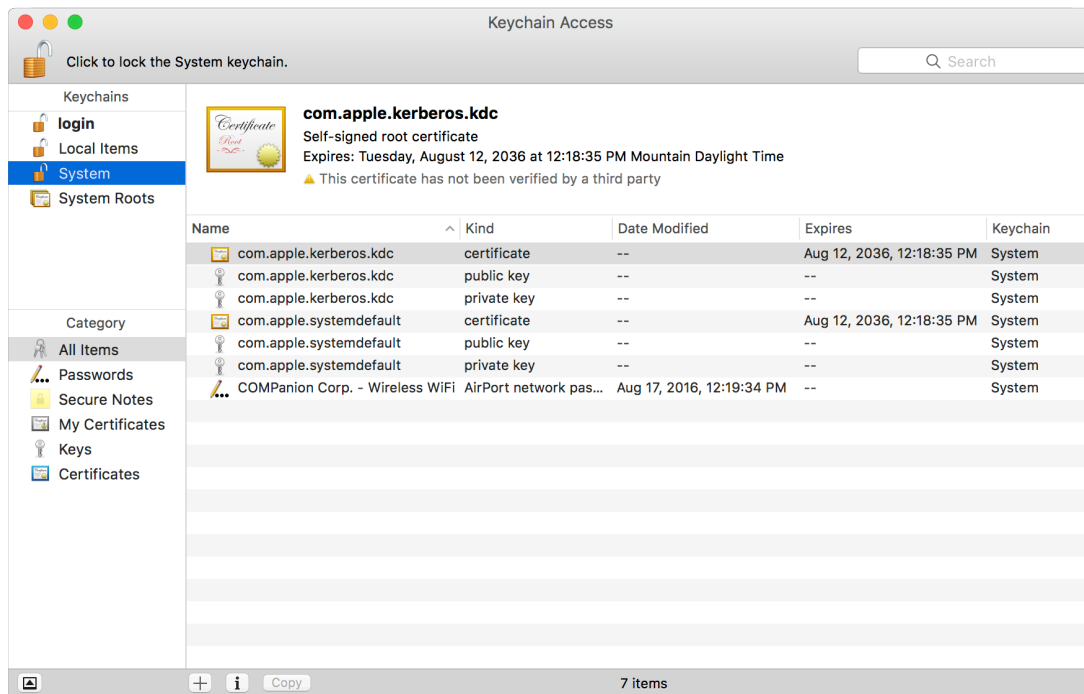 Keychain Access
Click to lock the System keychain.
Search
Keychains
login
Local Items
System
System Roots
Certificate
Root
com.apple.kerberos.kdc
Self-signed root certificate
Expires: Tuesday, August 12, 2036 at 12:18:35 PM Mountain Daylight Time
This certificate has not been verified by a third party
Name Kind Date Modified Expires Keychain
com.apple.kerberos.kdc certificate -- Aug 12, 2036, 12:18:35 PM System
com.apple.kerberos.kdc public key -- -- System
com.apple.kerberos.kdc private key -- -- System
com.apple.systemdefault certificate -- Aug 12, 2036, 12:18:35 PM System
com.apple.systemdefault public key -- -- System
com.apple.systemdefault private key -- -- System
COMPanion Corp. - Wireless WiFi AirPort network pas... Aug 17, 2016, 12:19:34 PM -- System
Category
All Items
Passwords
Secure Notes
My Certificates
Keys
Certificates
Copy
7 items